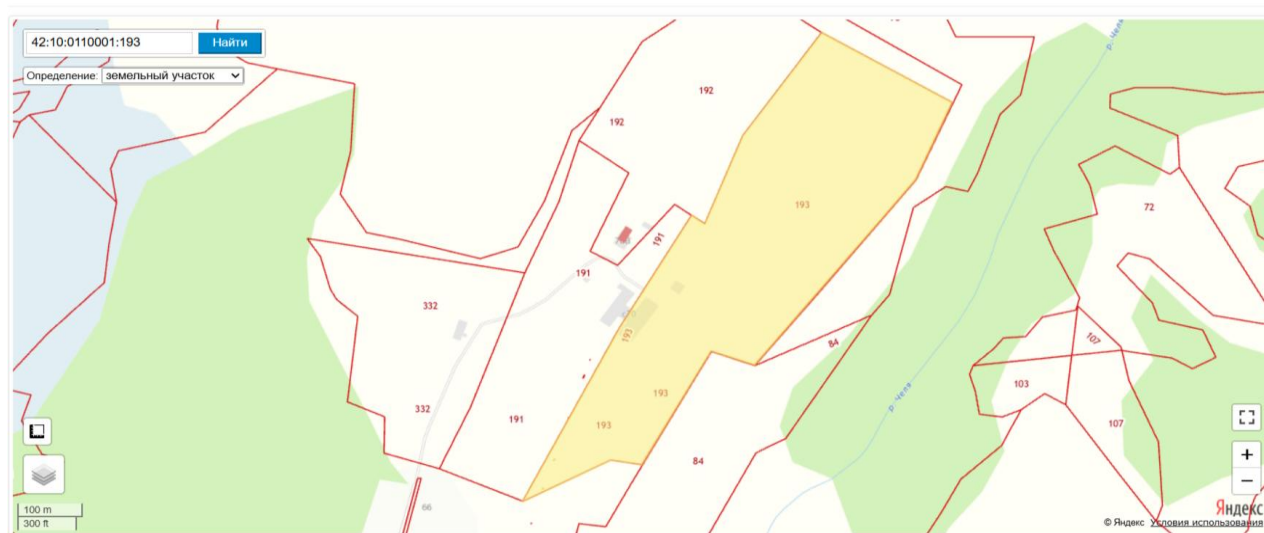 42:10:0110001:193
Найти
Определение: земельный участок
р. Чель
192
192
193
72
191
191
332
193
84
107
103
193
332
191
193
107
84
66
100 m
300 ft
р. Чела
+
−
Яндекс
© Яндекс Условия использования